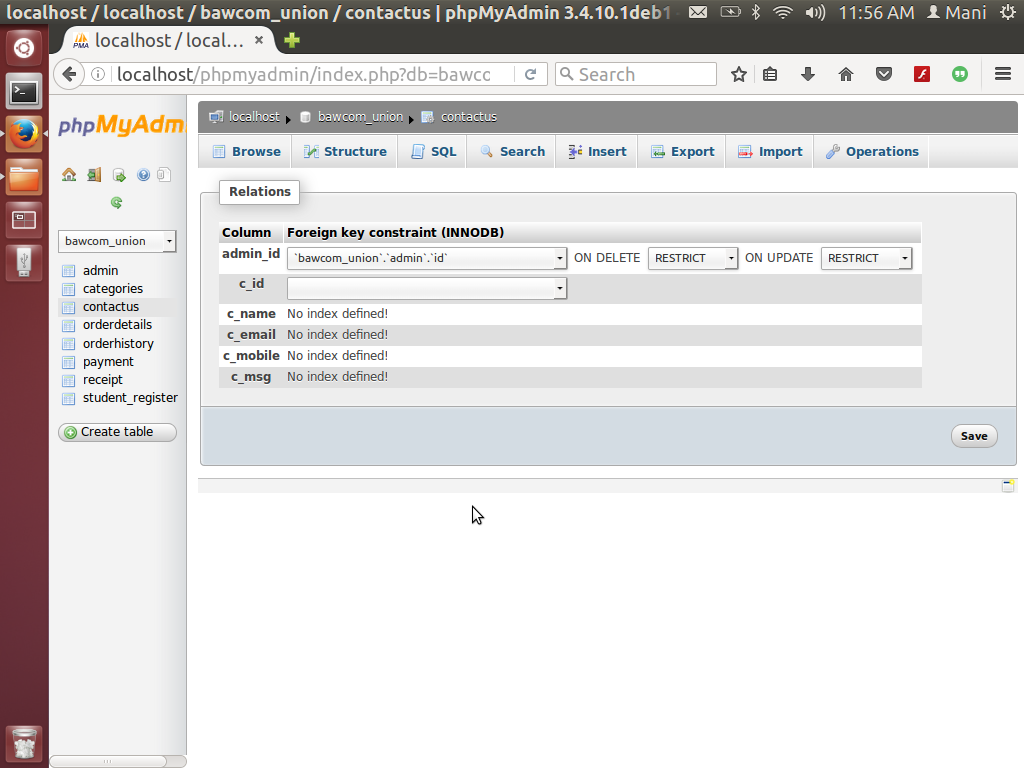 localhost / localhost / bawcom_union / contactus | phpMyAdmin 3.4.10.1deb1 11:56 AM Mani
PMA localhost / local... ×
localhost/phpmyadmin/index.php?db=bawco Search
phpMyAdm
localhost bawcom_union contactus
Browse Structure SQL Search Insert Export Import Operations
Relations
bawcom_union
admin
categories
contactus
orderdetails
orderhistory
payment
receipt
student_register
Create table
Column Foreign key constraint (INNODB)
admin_id `bawcom_union`.`admin`.`id` ON DELETE RESTRICT ON UPDATE RESTRICT
c_id
c_name No index defined!
c_email No index defined!
c_mobile No index defined!
c_msg No index defined!
Save